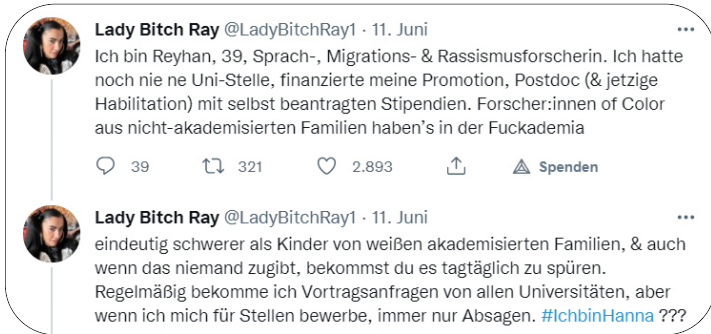 Lady Bitch Ray @LadyBitchRay1 · 11. Juni
Ich bin Reyhan, 39, Sprach-, Migrations- & Rassismusforscherin. Ich hatte
noch nie ne Uni-Stelle, finanzierte meine Promotion, Postdoc (& jetzige
Habilitation) mit selbst beantragten Stipendien. Forscher:innen of Color
aus nicht-akademisierten Familien haben's in der Fuckademia
39 321 2.893 Spenden
Lady Bitch Ray @LadyBitchRay1 · 11. Juni
eindeutig schwerer als Kinder von weißen akademisierten Familien, & auch
wenn das niemand zugibt, bekommst du es tagtäglich zu spüren.
Regelmäßig bekomme ich Vortragsanfragen von allen Universitäten, aber
wenn ich mich für Stellen bewerbe, immer nur Absagen. #IchbinHanna ???